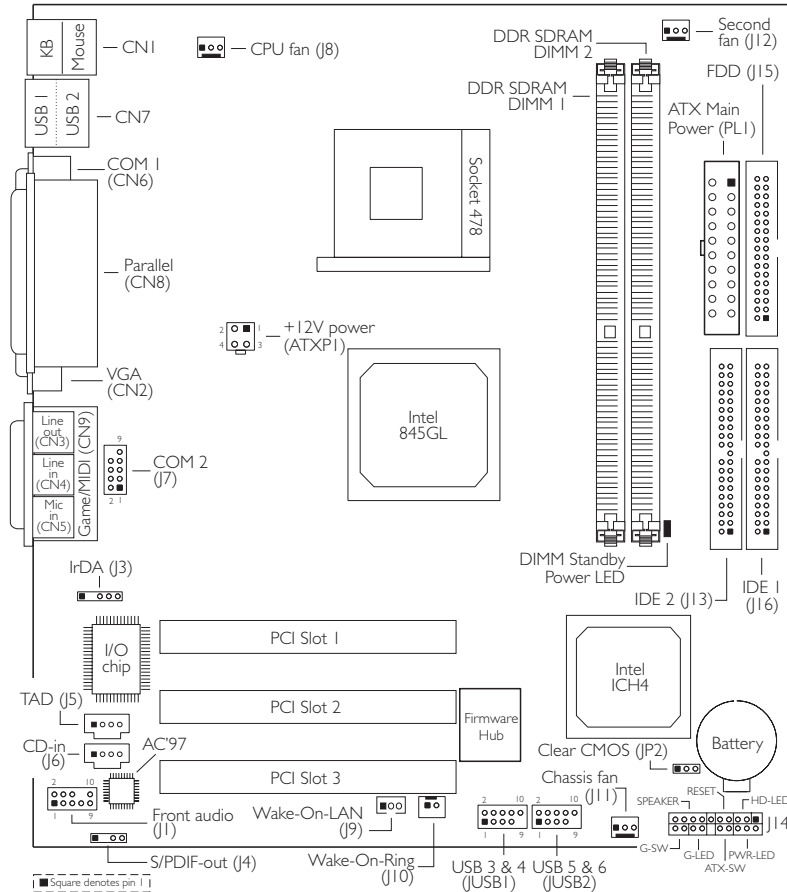 KB
Mouse
CN1
CPU fan (J8)
DDR SDRAM
DIMM 2
DDR SDRAM
DIMM 1
Second
fan (J12)
FDD (J15)
ATX Main
Power (PL1)
USB 1
USB 2
CN7
COM 1
(CN6)
Socket 478
Parallel
(CN8)
2 1
4 3
+12V power
(ATXP1)
VGA
(CN2)
Intel
845GL
Line
out
(CN3)
Line
in
(CN4)
Mic
in
(CN5)
Game/MIDI (CN9)
9
2 1
COM 2
(J7)
DIMM Standby
Power LED
IDE 2 (J13)
IDE 1
(J16)
IrDA (J3)
I/O
chip
PCI Slot 1
PCI Slot 2
PCI Slot 3
Intel
ICH4
Firmware
Hub
TAD (J5)
CD-in
(J6)
AC'97
Clear CMOS (JP2)
Battery
Chassis fan
(J11)
RESET
SPEAKER
HD-LED
J14
G-SW
G-LED
ATX-SW
PWR-LED
2 10
1 9
Front audio
(J1)
S/PDIF-out (J4)
Wake-On-LAN
(J9)
Wake-On-Ring
(J10)
2 10
1 9
USB 3 & 4
(JUSB1)
2 10
1 9
USB 5 & 6
(JUSB2)
Square denotes pin 1